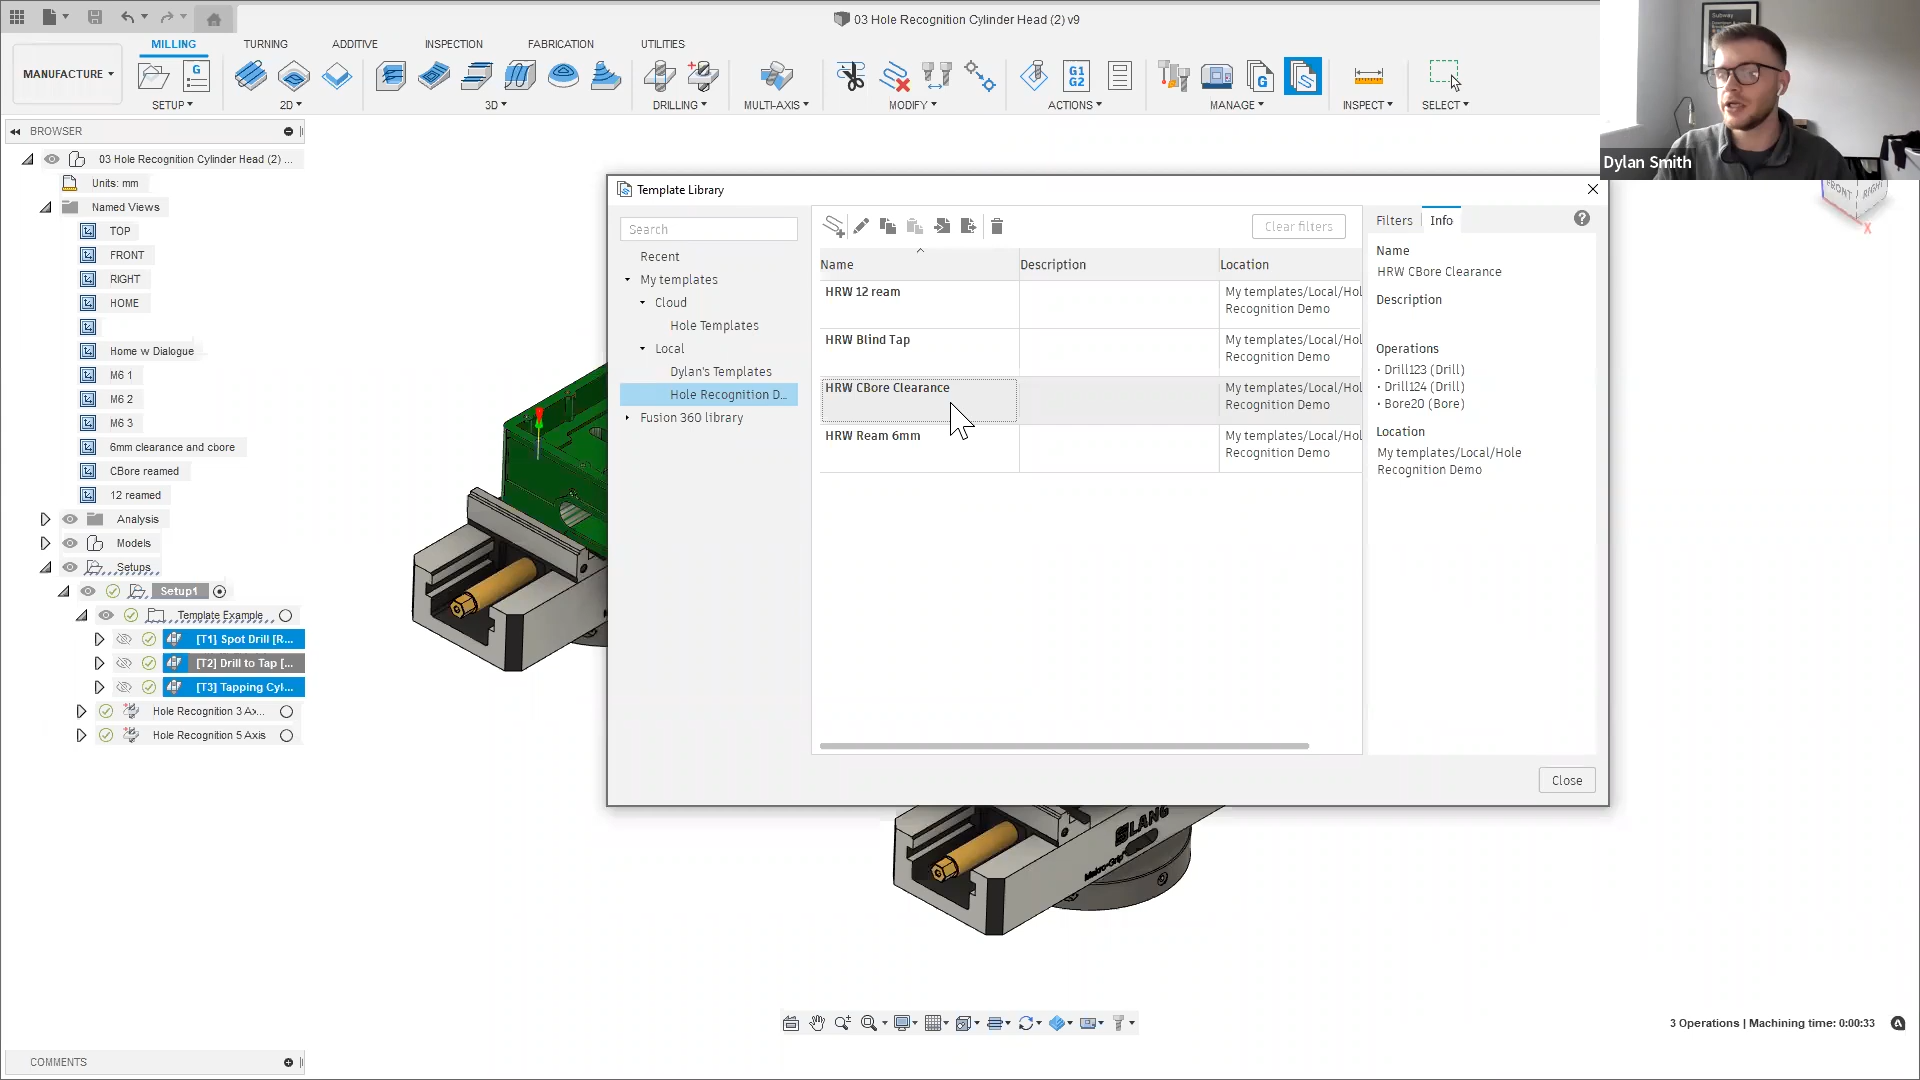 03 Hole Recognition Cylinder Head (2) v9
MILLING
TURNING
ADDITIVE
INSPECTION
FABRICATION
UTILITIES
MANUFACTURE
SETUP
2D
3D
DRILLING
MULTI-AXIS
MODIFY
ACTIONS
MANAGE
INSPECT
SELECT
G
G1
G2
G
Subway
Dylan Smith
FRONT
RIGHT
X
BROWSER
03 Hole Recognition Cylinder Head (2) ...
Units: mm
Named Views
TOP
FRONT
RIGHT
HOME
Home w Dialogue
M6 1
M6 2
M6 3
6mm clearance and cbore
CBore reamed
12 reamed
Analysis
Models
Setups
Setup1
Template Example
[T1] Spot Drill [R...
[T2] Drill to Tap [...
[T3] Tapping Cyl...
Hole Recognition 3 Ax...
Hole Recognition 5 Axis
Template Library
Search
Recent
My templates
Cloud
Hole Templates
Local
Dylan's Templates
Hole Recognition D...
Fusion 360 library
Clear filters
Name
Description
Location
HRW 12 ream
My templates/Local/Hol
Recognition Demo
HRW Blind Tap
My templates/Local/Hol
Recognition Demo
HRW CBore Clearance
My templates/Local/Hol
Recognition Demo
HRW Ream 6mm
My templates/Local/Hol
Recognition Demo
Filters
Info
Name
HRW CBore Clearance
Description
Operations
• Drill123 (Drill)
• Drill124 (Drill)
• Bore20 (Bore)
Location
My templates/Local/Hole
Recognition Demo
Close
LANG
Makro-Grip
3 Operations | Machining time: 0:00:33
COMMENTS